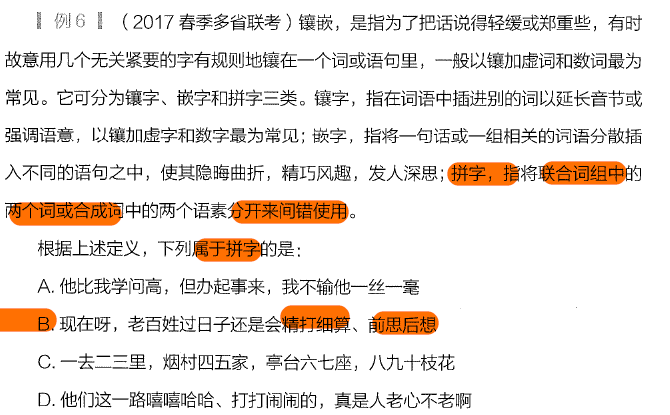 【例6】（2017春季多省联考）镶嵌，是指为了把话说得轻缓或郑重些，有时
故意用几个无关紧要的字有规则地镶在一个词或语句里，一般以镶加虚词和数词最为
常见。它可分为镶字、嵌字和拼字三类。镶字，指在词语中插进别的词以延长音节或
强调语意，以镶加虚字和数字最为常见；嵌字，指将一句话或一组相关的词语分散插
入不同的语句之中，使其隐晦曲折，精巧风趣，发人深思；拼字，指将联合词组中的
两个词或合成词中的两个语素分开来间错使用。
根据上述定义，下列属于拼字的是：
A. 他比我学问高，但办起事来，我不输他一丝一毫
B. 现在呀，老百姓过日子还是会精打细算、前思后想
C. 一去二三里，烟村四五家，亭台六七座，八九十枝花
D. 他们这一路嘻嘻哈哈、打打闹闹的，真是人老心不老啊